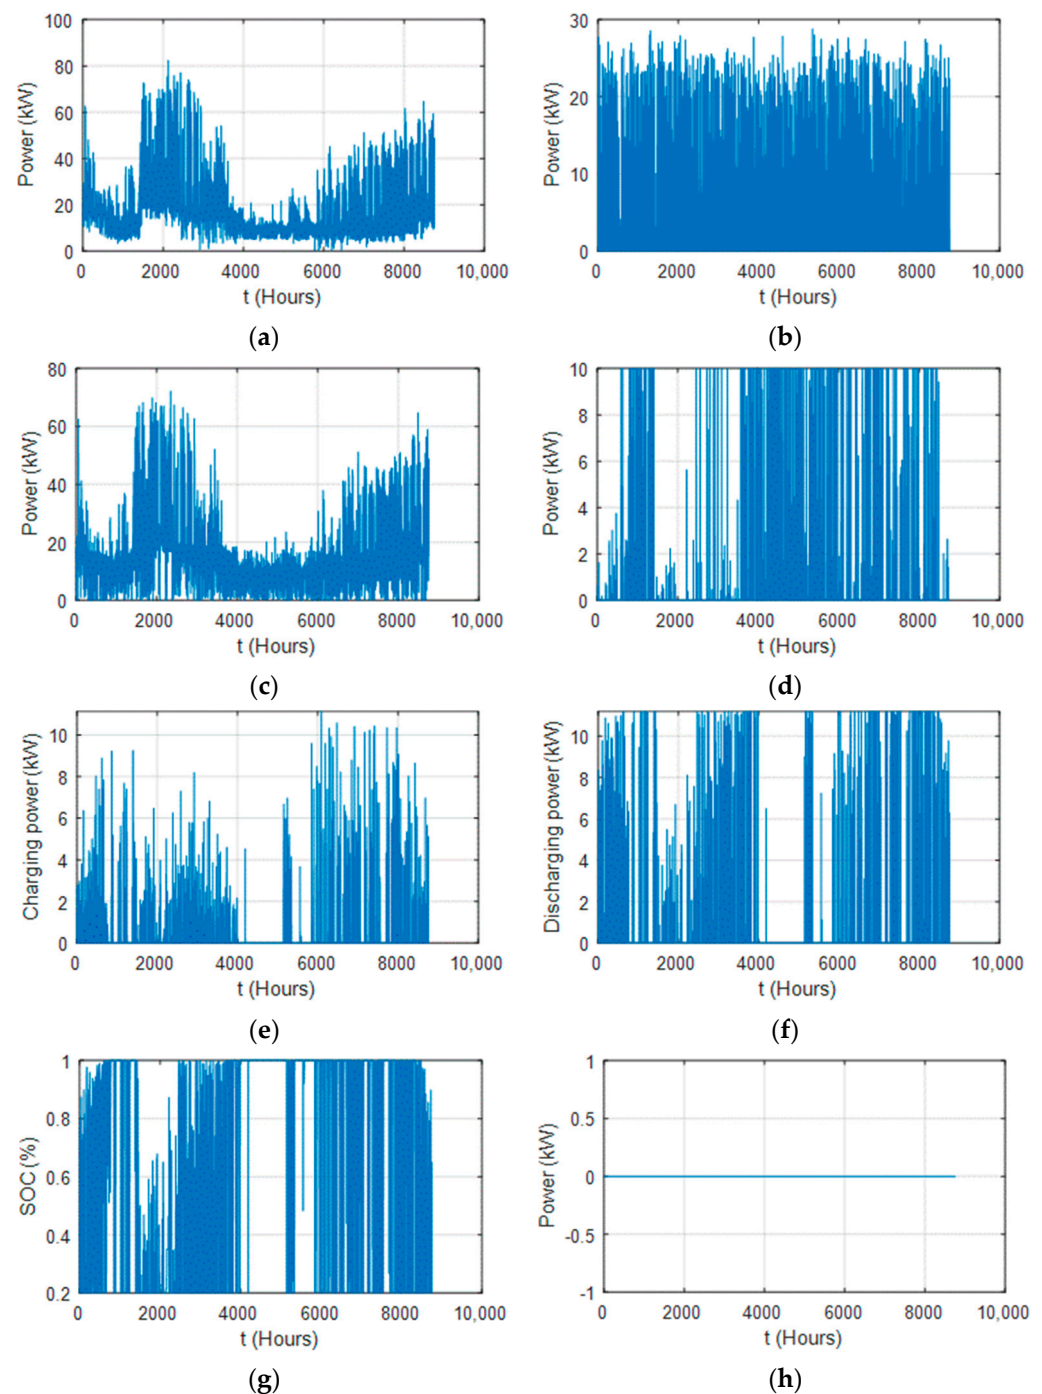 100
80
60
40
20
0
Power (kW)
0 2000 4000 6000 8000 10,000
t (Hours)
(a)
30
20
10
0
Power (kW)
0 2000 4000 6000 8000 10,000
t (Hours)
(b)
80
60
40
20
0
Power (kW)
0 2000 4000 6000 8000 10,000
t (Hours)
(c)
10
8
6
4
2
0
Power (kW)
0 2000 4000 6000 8000 10,000
t (Hours)
(d)
10
8
6
4
2
0
Charging power (kW)
0 2000 4000 6000 8000 10,000
t (Hours)
(e)
10
8
6
4
2
0
Discharging power (kW)
0 2000 4000 6000 8000 10,000
t (Hours)
(f)
1
0.8
0.6
0.4
0.2
SOC (%)
0 2000 4000 6000 8000 10,000
t (Hours)
(g)
1
0.5
0
-0.5
-1
Power (kW)
0 2000 4000 6000 8000 10,000
t (Hours)
(h)